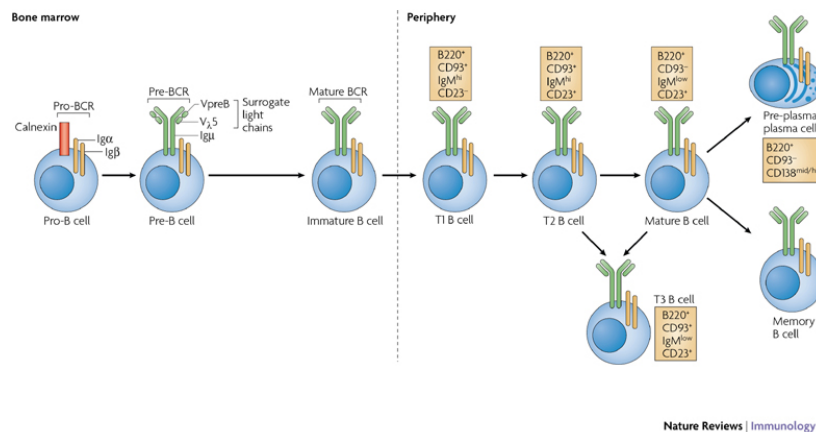 Bone marrow
Periphery
Pro-BCR
Calnexin
Igα
Igβ
Pro-B cell
Pre-BCR
VpreB
Vλ5
Igμ
Surrogate
light
chains
Pre-B cell
Mature BCR
Immature B cell
B220⁺
CD93⁺
IgMʰⁱ
CD23⁻
T1 B cell
B220⁺
CD93⁺
IgMʰⁱ
CD23⁺
T2 B cell
B220⁺
CD93⁻
IgMˡᵒʷ
CD23⁺
Mature B cell
T3 B cell
B220⁺
CD93⁺
IgMˡᵒʷ
CD23⁺
Pre-plasma
plasma cell
B220⁺
CD93⁻
CD138ᵐⁱᵈ/ʰ
Memory
B cell
Nature Reviews | Immunology